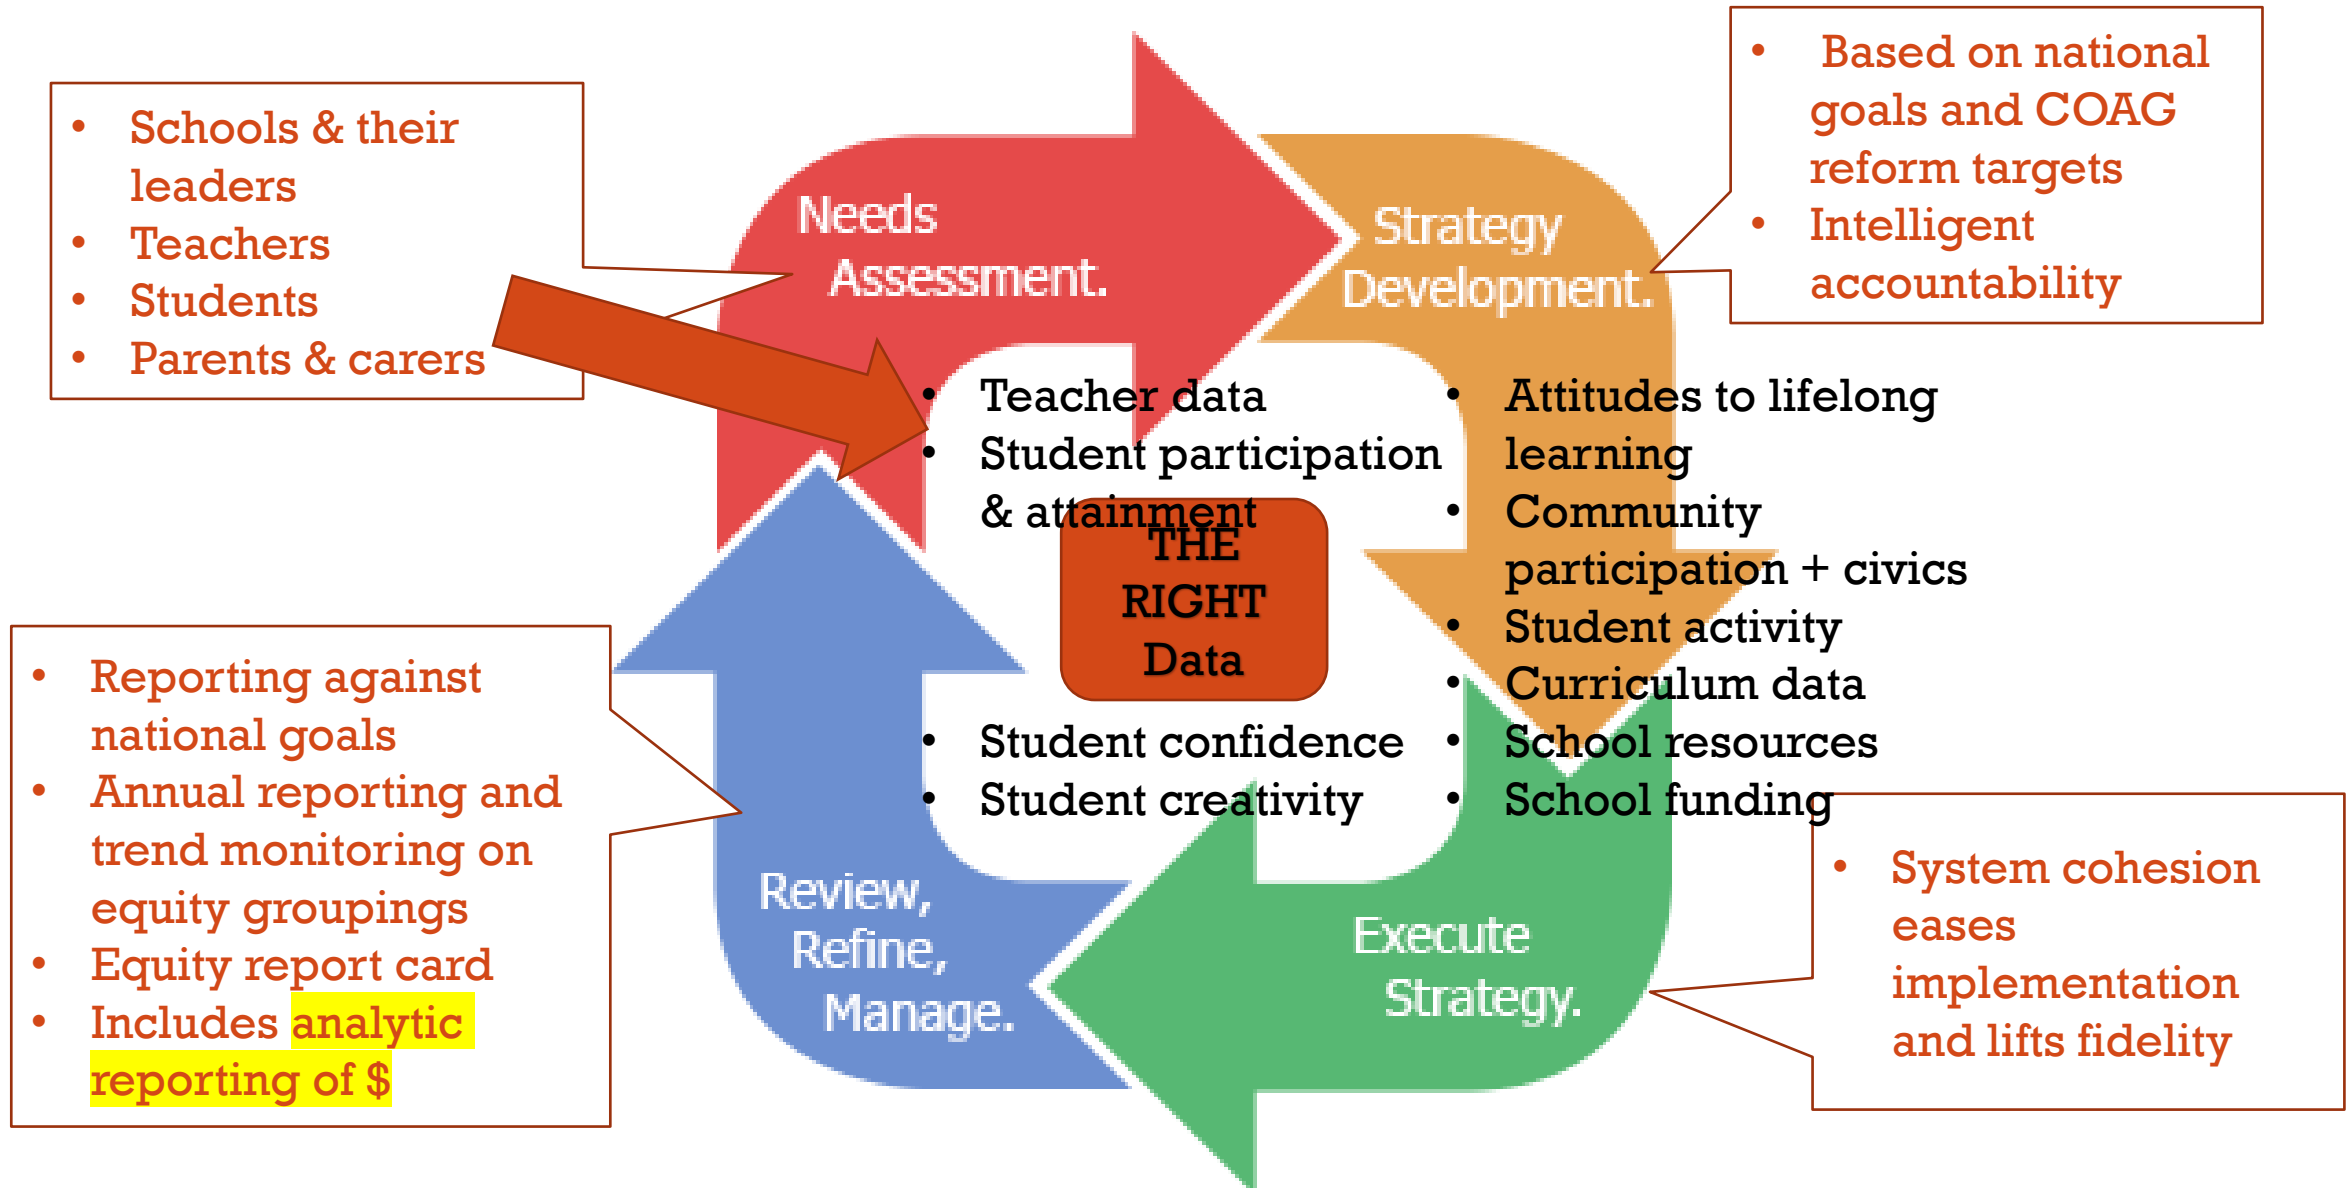 • Schools & their
leaders
• Teachers
• Students
• Parents & carers
Needs
Assessment.
Strategy
Development.
• Based on national
goals and COAG
reform targets
• Intelligent
accountability
• Teacher data
• Student participation
& attainment
THE
RIGHT
Data
• Student confidence
• Student creativity
• Attitudes to lifelong
learning
• Community
participation + civics
• Student activity
• Curriculum data
• School resources
• School funding
• Reporting against
national goals
• Annual reporting and
trend monitoring on
equity groupings
• Equity report card
• Includes analytic
reporting of $
Review,
Refine,
Manage.
Execute
Strategy.
• System cohesion
eases
implementation
and lifts fidelity